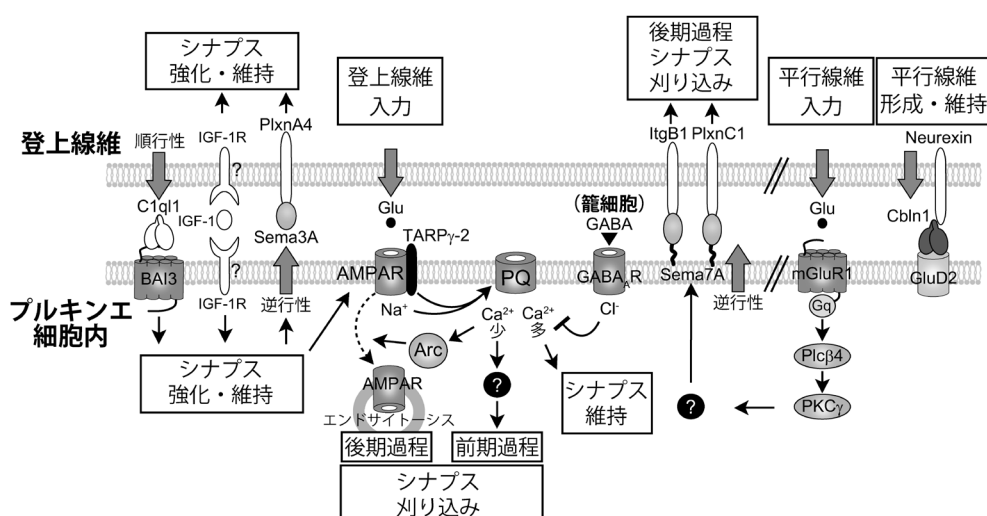 シナプス
強化・維持
登上線維
入力
後期過程
シナプス
刈り込み
平行線維
入力
平行線維
形成・維持
登上線維
順行性
IGF-1R
PlxnA4
ItgB1
PlxnC1
Neurexin
?
C1ql1
IGF-1
Sema3A
Glu
TARPγ-2
(籠細胞)
GABA
Glu
Cbln1
BAI3
?
AMPAR
PQ
GABAAR
Sema7A
mGluR1
GluD2
プルキンエ
細胞内
IGF-1R
逆行性
Na⁺
Ca²⁺
少
Ca²⁺
多
Cl⁻
逆行性
Gq
シナプス
強化・維持
Arc
Plcβ4
AMPAR
?
シナプス
維持
?
PKCγ
エンドサイトーシス
後期過程
前期過程
シナプス
刈り込み